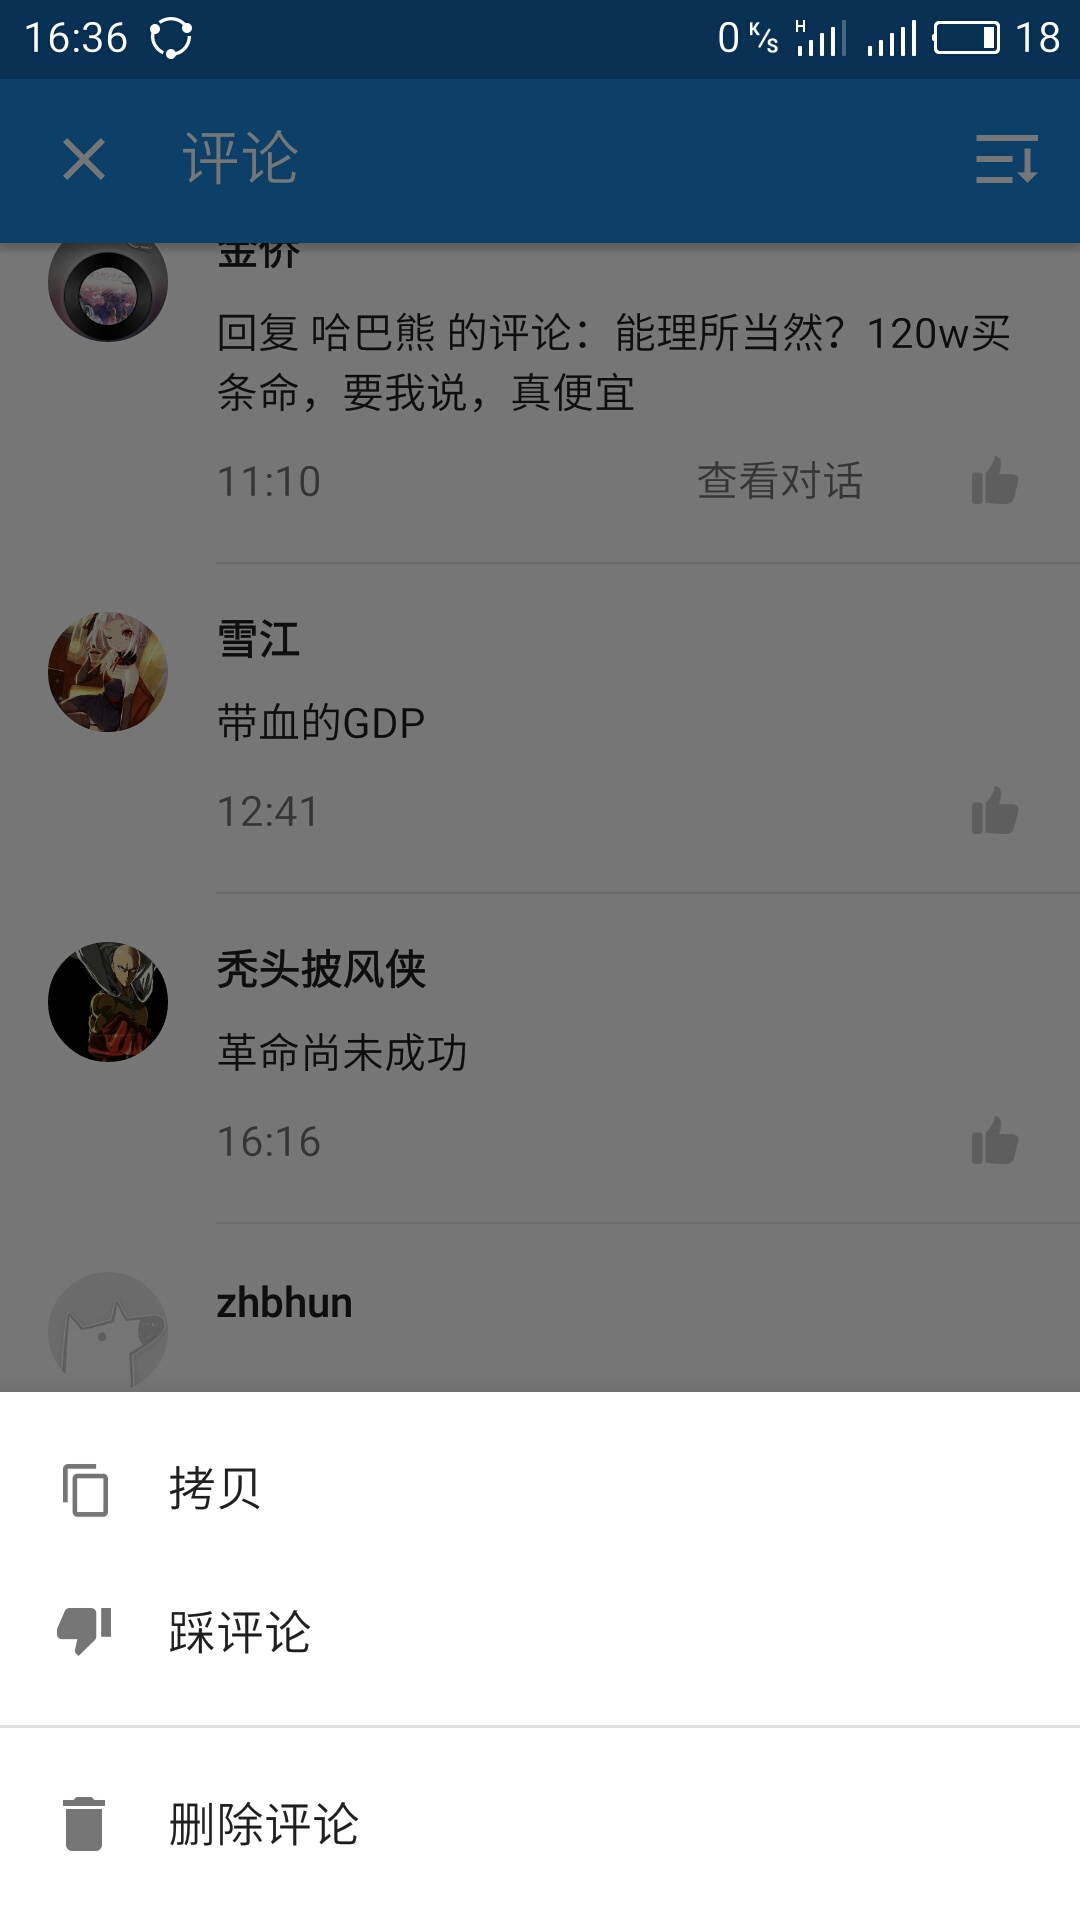 16:36
0 K/s H 18
评论
金价
回复 哈巴熊 的评论：能理所当然？120w买
条命，要我说，真便宜
11:10 查看对话
雪江
带血的GDP
12:41
秃头披风侠
革命尚未成功
16:16
zhbhun
拷贝
踩评论
删除评论